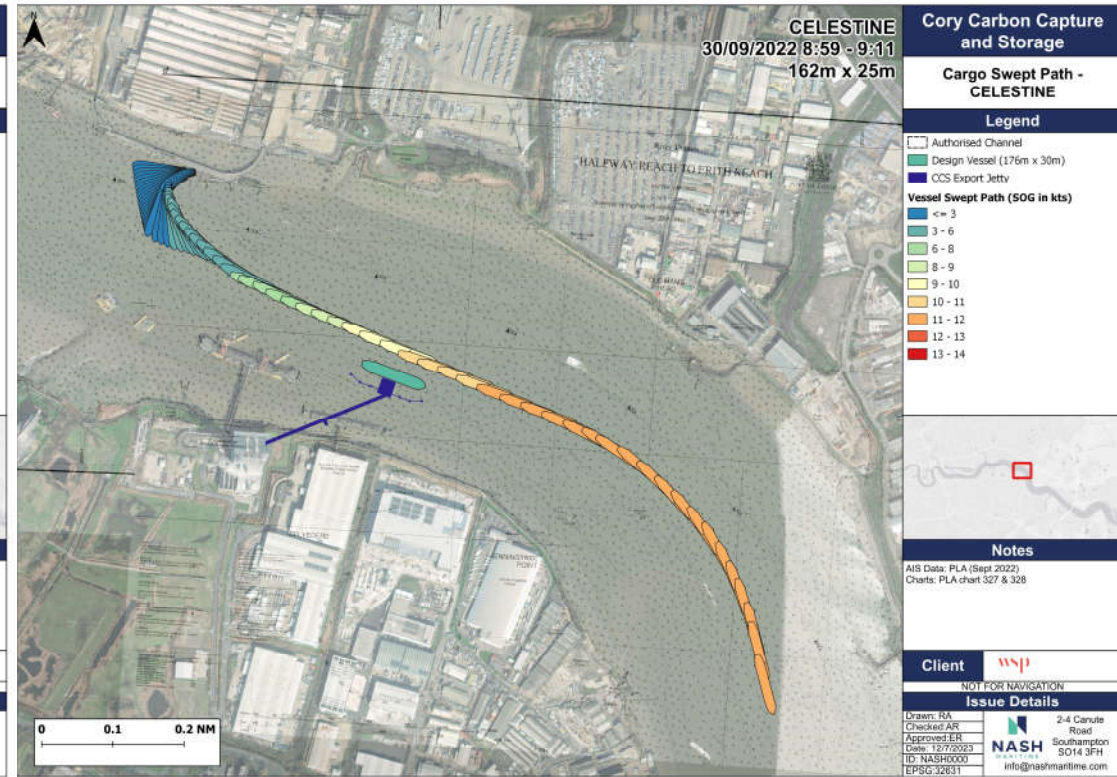 N
CELESTINE
30/09/2022 8:59 - 9:11
162m x 25m
HALFWAY REACH TO ERITH REACH
BELVEDERE
POINT
0 0.1 0.2 NM
Cory Carbon Capture
and Storage
Cargo Swept Path -
CELESTINE
Legend
Authorised Channel
Design Vessel (176m x 30m)
CCS Export Jetty
Vessel Swept Path (SOG in kts)
<= 3
3 - 6
6 - 8
8 - 9
9 - 10
10 - 11
11 - 12
12 - 13
13 - 14
Notes
AIS Data: PLA (Sept 2022)
Charts: PLA chart 327 & 328
Client
wsp
NOT FOR NAVIGATION
Issue Details
Drawn: RA
Checked:AR
Approved:ER
Date: 12/7/2023
ID: NASH0000
EPSG:32631
NASH
MARITIME
2-4 Canute
Road
Southampton
SO14 3FH
info@nashmaritime.com